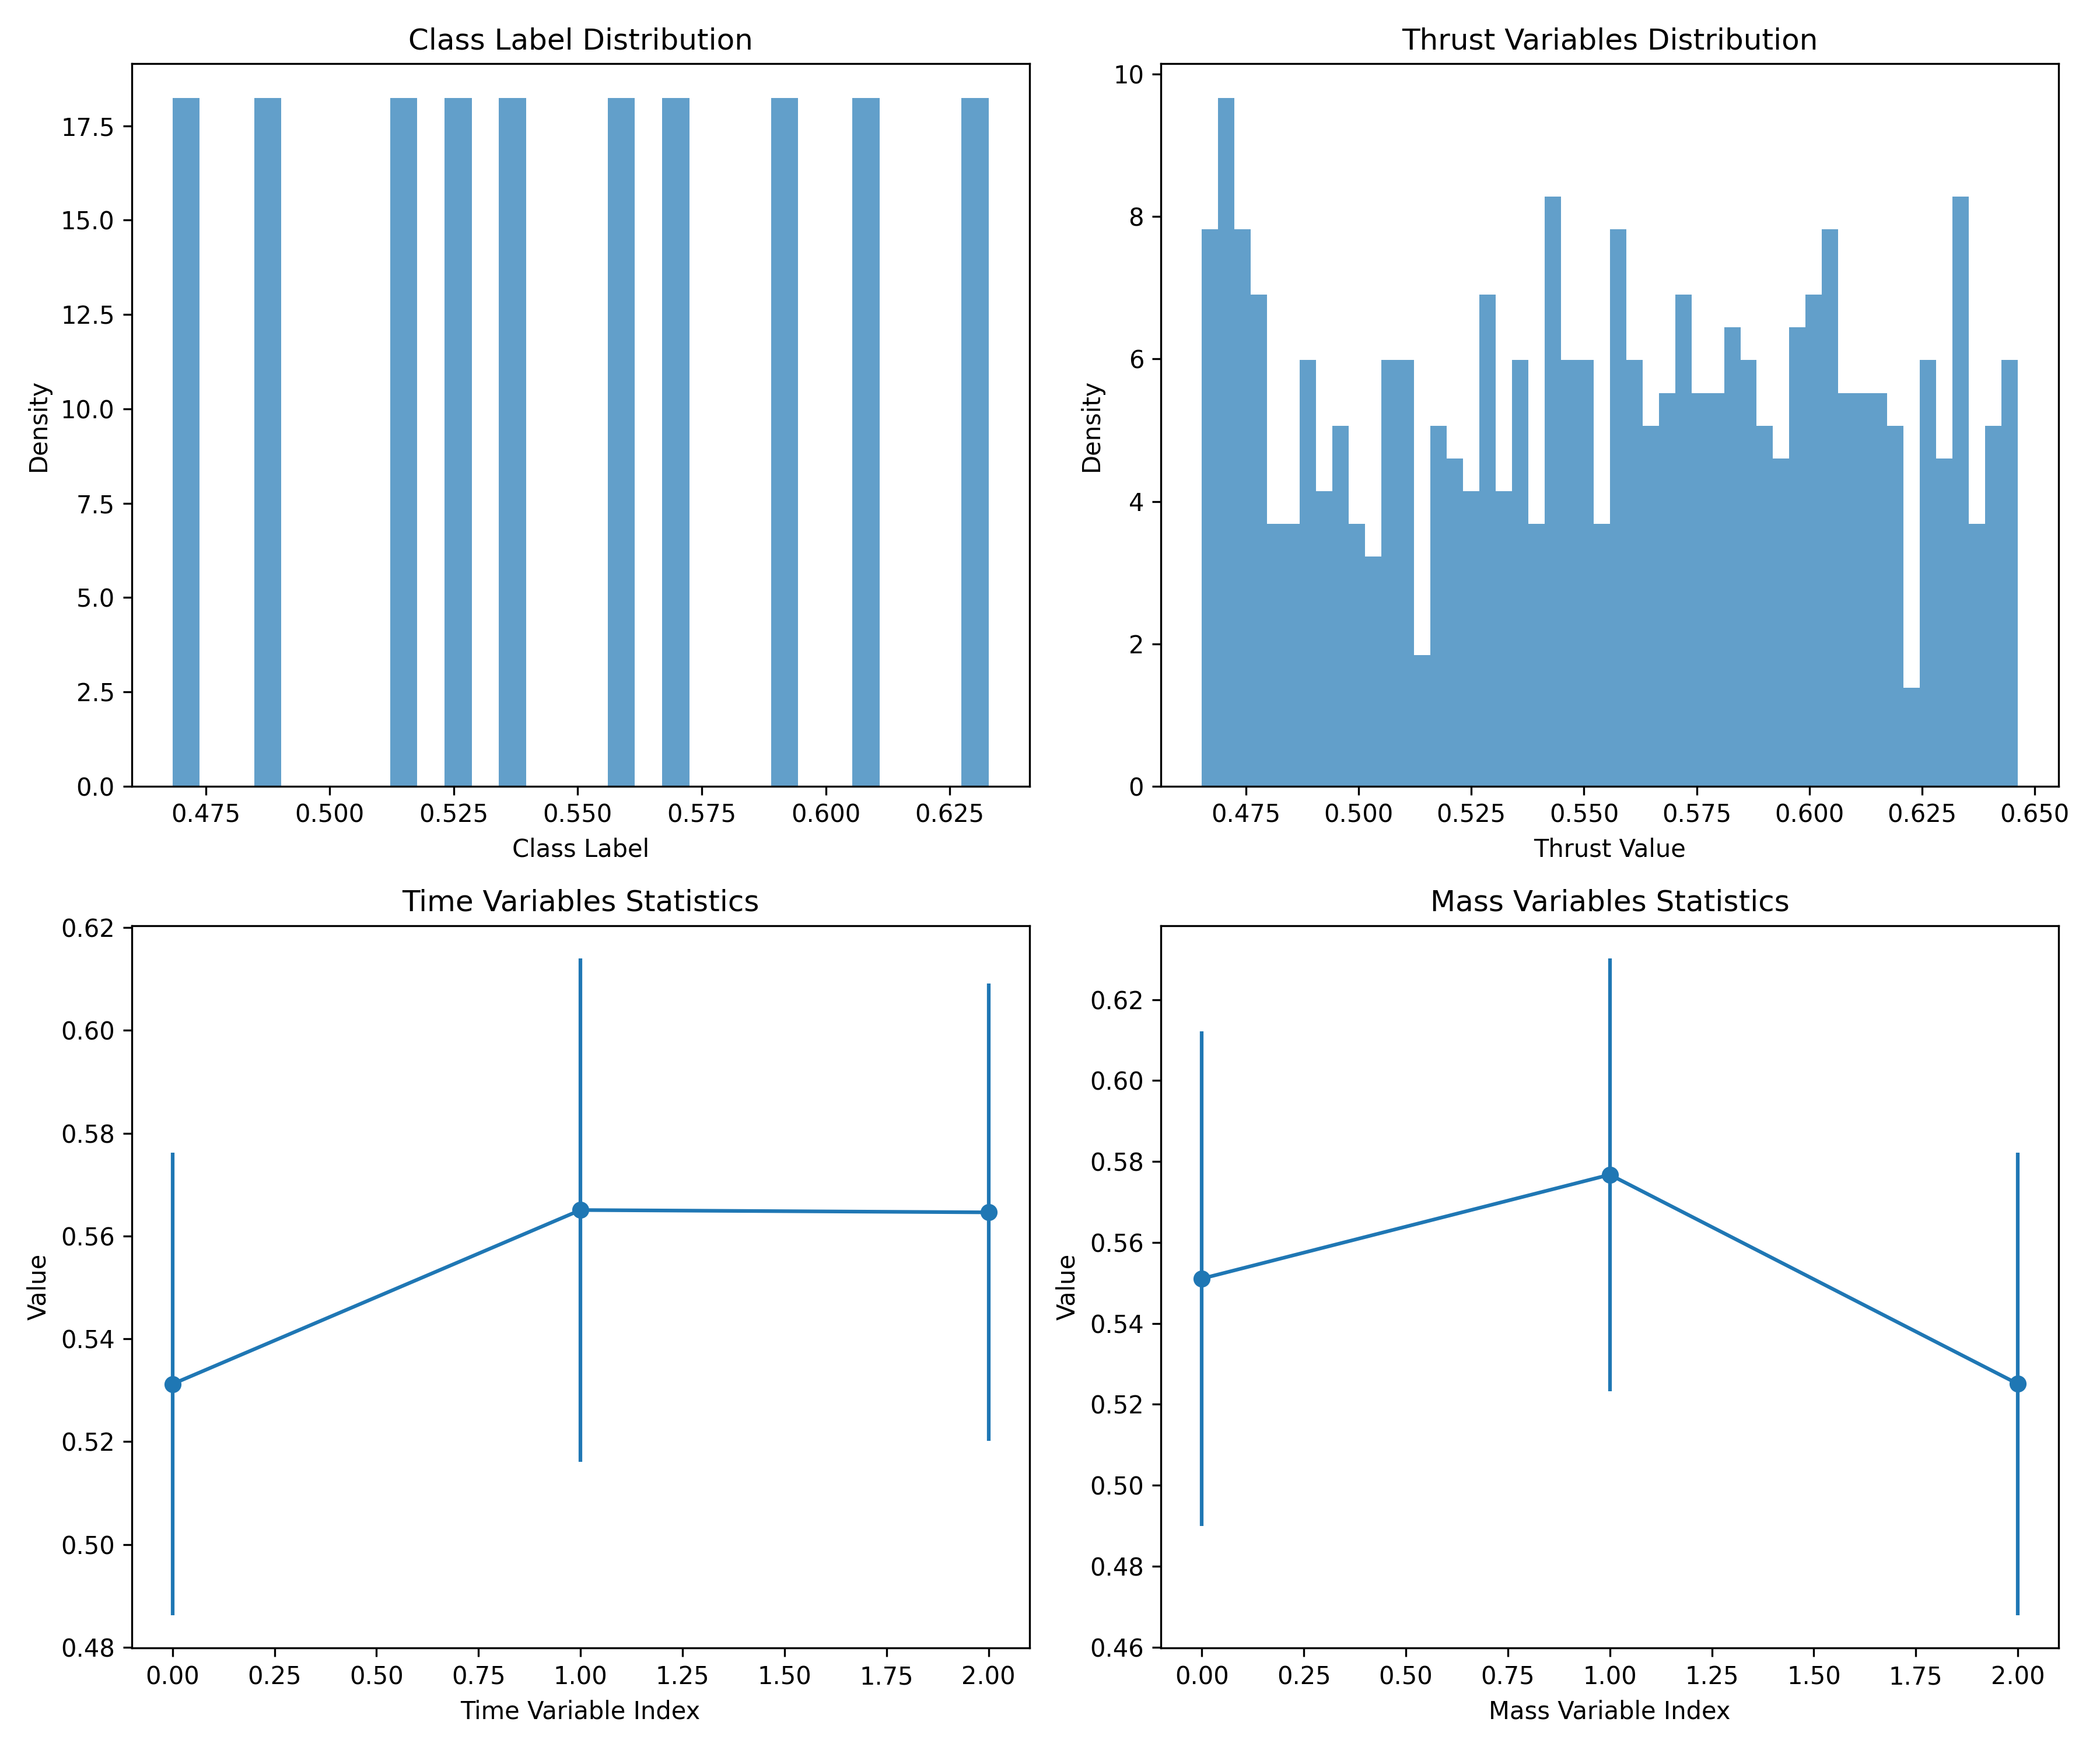 Class Label Distribution
Density
17.5
15.0
12.5
10.0
7.5
5.0
2.5
0.0
0.475 0.500 0.525 0.550 0.575 0.600 0.625
Class Label
Thrust Variables Distribution
Density
10
8
6
4
2
0
0.475 0.500 0.525 0.550 0.575 0.600 0.625 0.650
Thrust Value
Time Variables Statistics
Value
0.62
0.60
0.58
0.56
0.54
0.52
0.50
0.48
0.00 0.25 0.50 0.75 1.00 1.25 1.50 1.75 2.00
Time Variable Index
Mass Variables Statistics
Value
0.62
0.60
0.58
0.56
0.54
0.52
0.50
0.48
0.46
0.00 0.25 0.50 0.75 1.00 1.25 1.50 1.75 2.00
Mass Variable Index